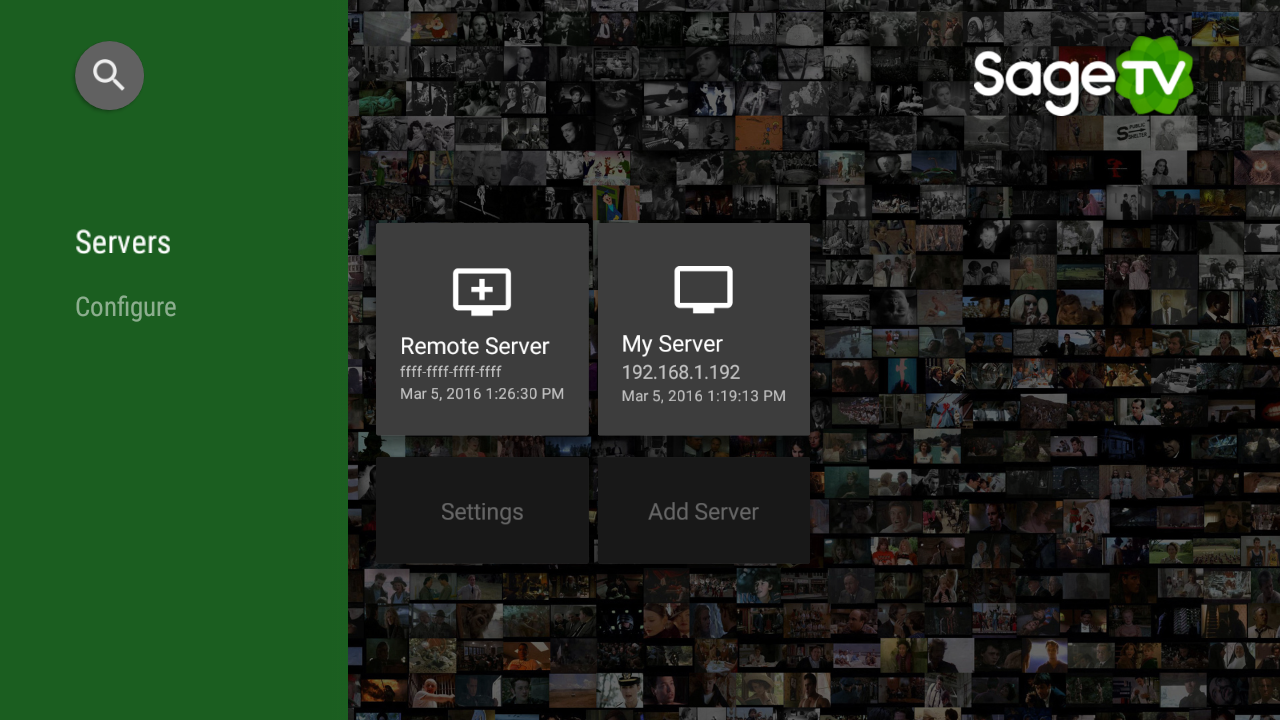 SageTV
Servers
Configure
Remote Server
ffff-ffff-ffff-ffff
Mar 5, 2016 1:26:30 PM
My Server
192.168.1.192
Mar 5, 2016 1:19:13 PM
Settings
Add Server